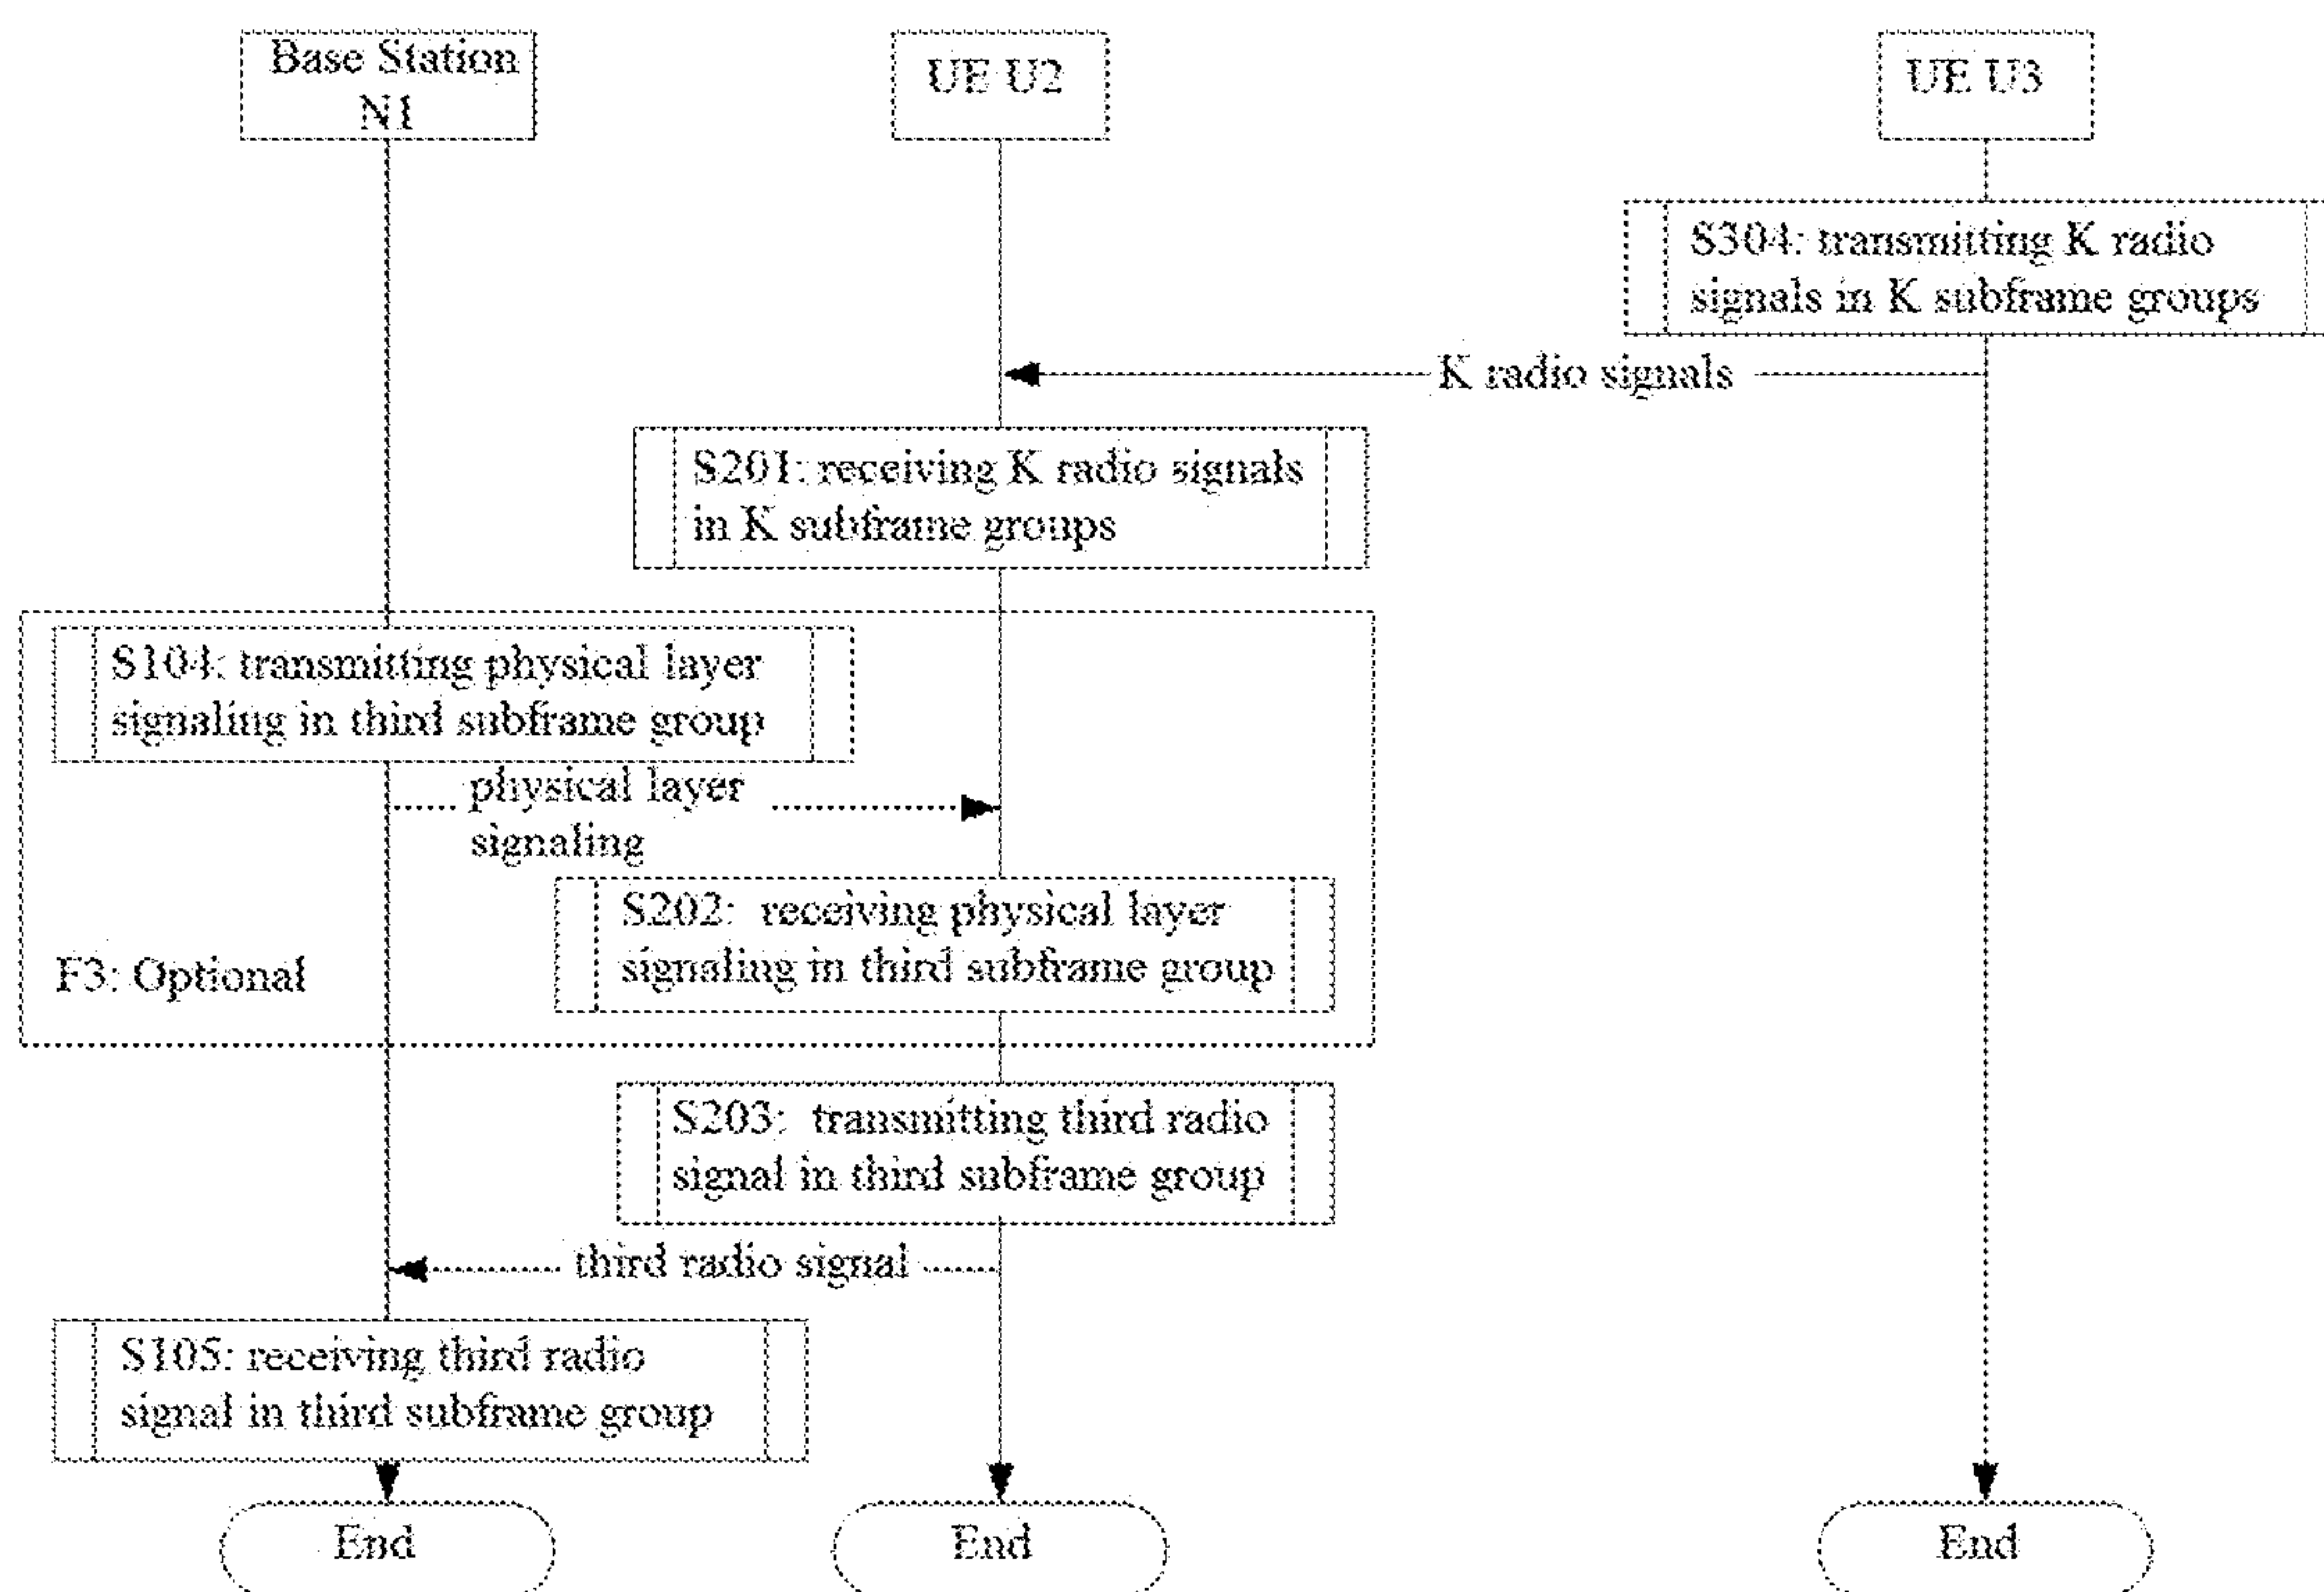 Base Station
N1
UE U2
UE U3
S304: transmitting K radio
signals in K subframe groups
K radio signals
S201: receiving K radio signals
in K subframe groups
S104: transmitting physical layer
signaling in third subframe group
physical layer
signaling
S202: receiving physical layer
signaling in third subframe group
F3: Optional
S203: transmitting third radio
signal in third subframe group
third radio signal
S105: receiving third radio
signal in third subframe group
End
End
End